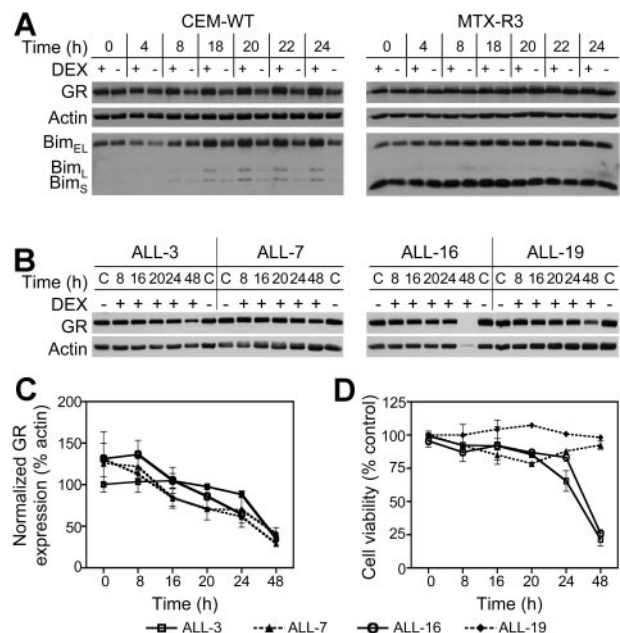 A CEM-WT MTX-R3
Time (h) 0 4 8 18 20 22 24 0 4 8 18 20 22 24
DEX + - + - + - + - + - + - + - + - + - + - + - + - + - + -
GR
Actin
BimEL
BimL
BimS
B ALL-3 ALL-7 ALL-16 ALL-19
Time (h) C 8 16 20 24 48 C C 8 16 20 24 48 C C 8 16 20 24 48 C C 8 16 20 24 48 C
DEX - + + + + + - - + + + + + - - + + + + + - - + + + + + -
GR
Actin
C
Normalized GR
expression (% actin)
200
150
100
50
0
0 8 16 20 24 48
Time (h)
D
Cell viability (% control)
125
100
75
50
25
0
0 8 16 20 24 48
Time (h)
ALL-3 ALL-7 ALL-16 ALL-19